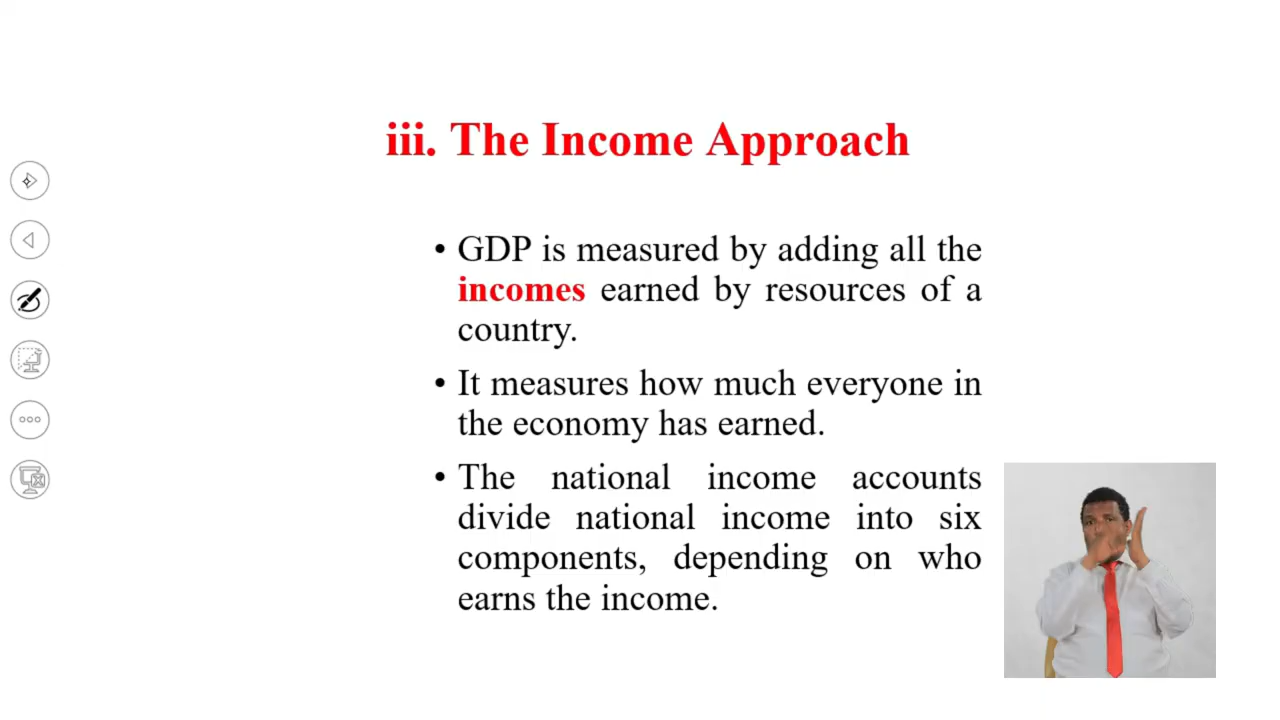 iii. The Income Approach
• GDP is measured by adding all the
incomes earned by resources of a
country.
• It measures how much everyone in
the economy has earned.
• The national income accounts
divide national income into six
components, depending on who
earns the income.